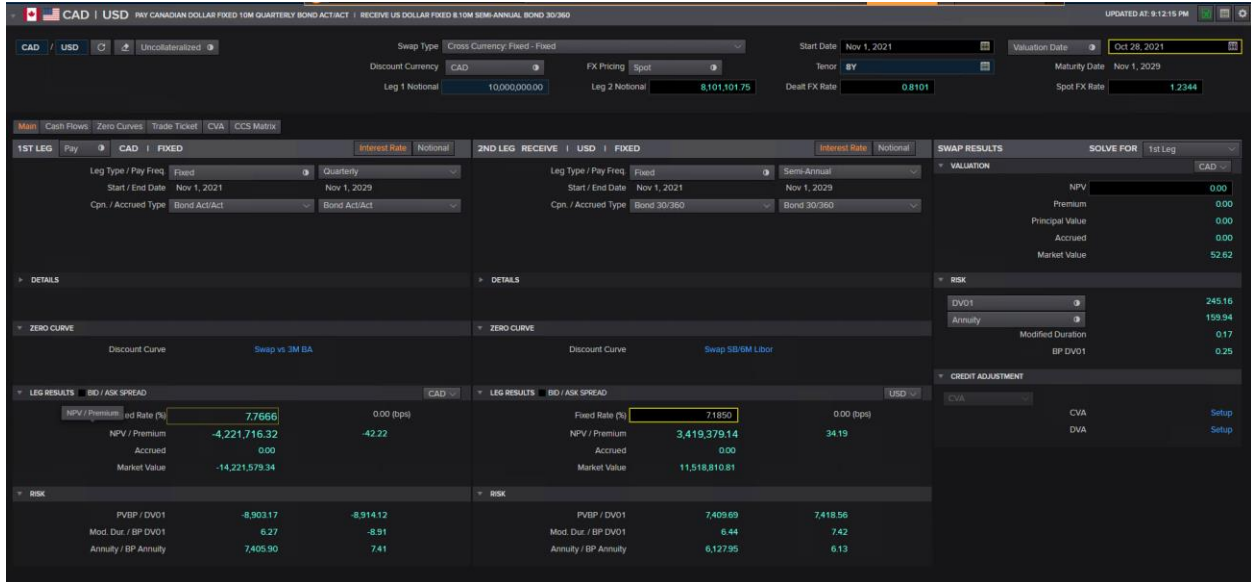 CAD | USD PAY CANADIAN DOLLAR FIXED 10M QUARTERLY BOND ACT/ACT | RECEIVE US DOLLAR FIXED 8.10M SEMI-ANNUAL BOND 30/360 UPDATED AT: 9:12:15 PM
CAD / USD Uncollateralized Swap Type Cross Currency: Fixed - Fixed Start Date Nov 1, 2021 Valuation Date Oct 28, 2021
Discount Currency CAD FX Pricing Spot Tenor 8Y Maturity Date Nov 1, 2029
Leg 1 Notional 10,000,000.00 Leg 2 Notional 8,101,101.75 Dealt FX Rate 0.8101 Spot FX Rate 1.2344
Main Cash Flows Zero Curves Trade Ticket CVA CCS Matrix
1ST LEG Pay CAD | FIXED Interest Rate Notional
Leg Type / Pay Freq. Fixed Quarterly
Start / End Date Nov 1, 2021 Nov 1, 2029
Cpn. / Accrued Type Bond Act/Act Bond Act/Act
DETAILS
ZERO CURVE
Discount Curve Swap vs 3M BA
LEG RESULTS BID / ASK SPREAD CAD
NPV / Premium ed Rate (%) 7.7666 0.00 (bps)
NPV / Premium -4,221,716.32 -42.22
Accrued 0.00
Market Value -14,221,579.34
RISK
PVBP / DV01 -8,903.17 -8,914.12
Mod. Dur. / BP DV01 6.27 -8.91
Annuity / BP Annuity 7,405.90 7.41
2ND LEG RECEIVE | USD | FIXED Interest Rate Notional
Leg Type / Pay Freq. Fixed Semi-Annual
Start / End Date Nov 1, 2021 Nov 1, 2029
Cpn. / Accrued Type Bond 30/360 Bond 30/360
DETAILS
ZERO CURVE
Discount Curve Swap SB/6M Libor
LEG RESULTS BID / ASK SPREAD USD
Fixed Rate (%) 7.1850 0.00 (bps)
NPV / Premium 3,419,379.14 34.19
Accrued 0.00
Market Value 11,518,810.81
RISK
PVBP / DV01 7,409.69 7,418.56
Mod. Dur. / BP DV01 6.44 7.42
Annuity / BP Annuity 6,127.95 6.13
SWAP RESULTS SOLVE FOR 1st Leg
VALUATION CAD
NPV 0.00
Premium 0.00
Principal Value 0.00
Accrued 0.00
Market Value 52.62
RISK
DV01 245.16
Annuity 159.94
Modified Duration 0.17
BP DV01 0.25
CREDIT ADJUSTMENT
CVA
CVA Setup
DVA Setup